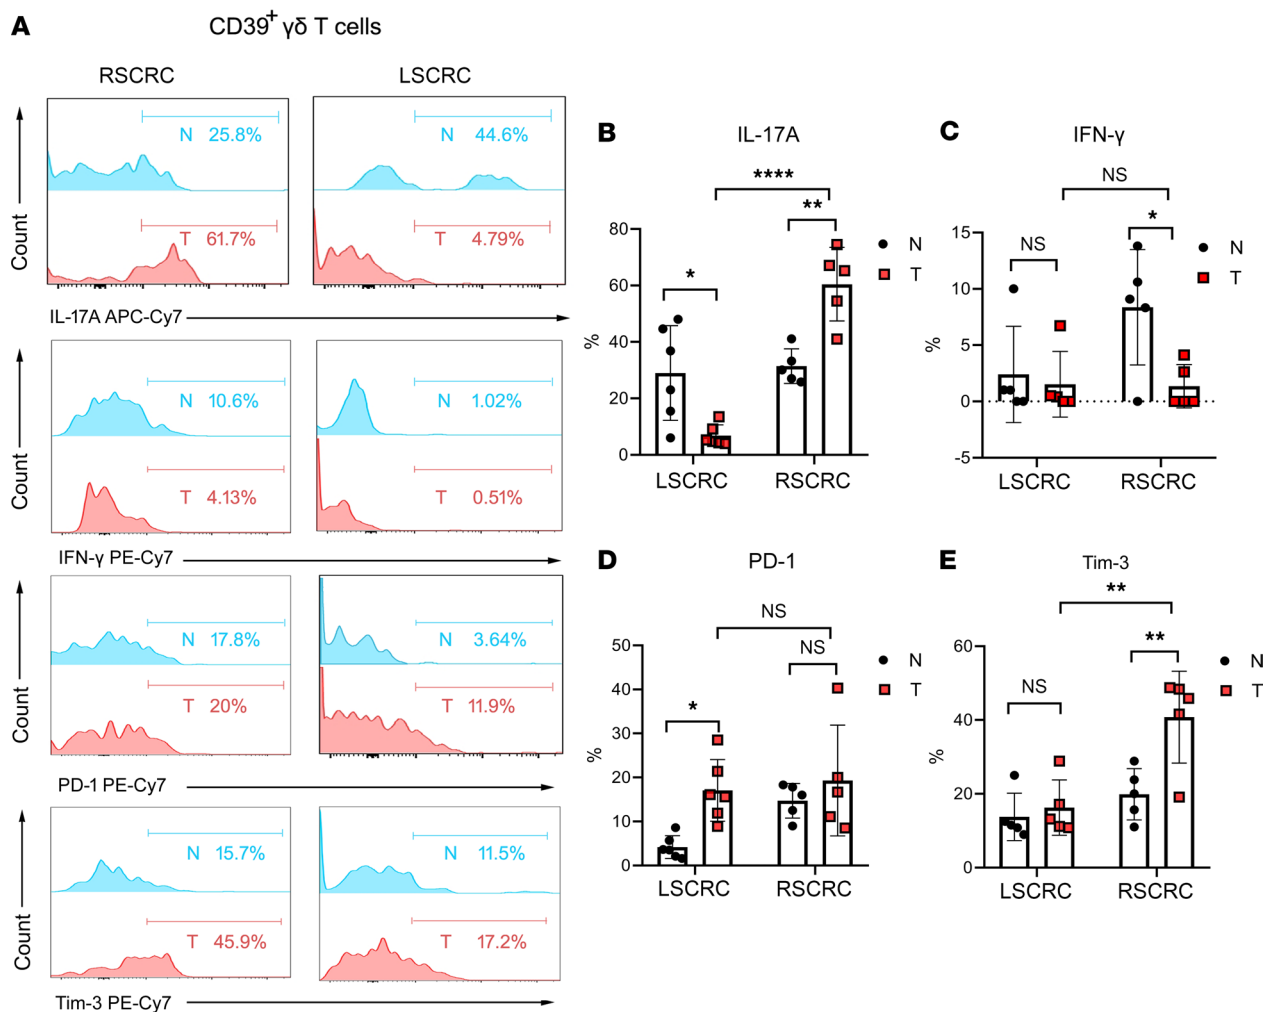 A
CD39+ γδ T cells
RSCRC
LSCRC
Count
N 25.8%
T 61.7%
N 44.6%
T 4.79%
IL-17A APC-Cy7
Count
N 10.6%
T 4.13%
N 1.02%
T 0.51%
IFN-γ PE-Cy7
Count
N 17.8%
T 20%
N 3.64%
T 11.9%
PD-1 PE-Cy7
Count
N 15.7%
T 45.9%
N 11.5%
T 17.2%
Tim-3 PE-Cy7
B
IL-17A
****
**
*
N
T
%
80
60
40
20
0
LSCRC
RSCRC
C
IFN-γ
NS
*
NS
N
T
%
15
10
5
0
-5
LSCRC
RSCRC
D
PD-1
NS
NS
*
N
T
%
50
40
30
20
10
0
LSCRC
RSCRC
E
Tim-3
**
**
NS
N
T
%
60
40
20
0
LSCRC
RSCRC